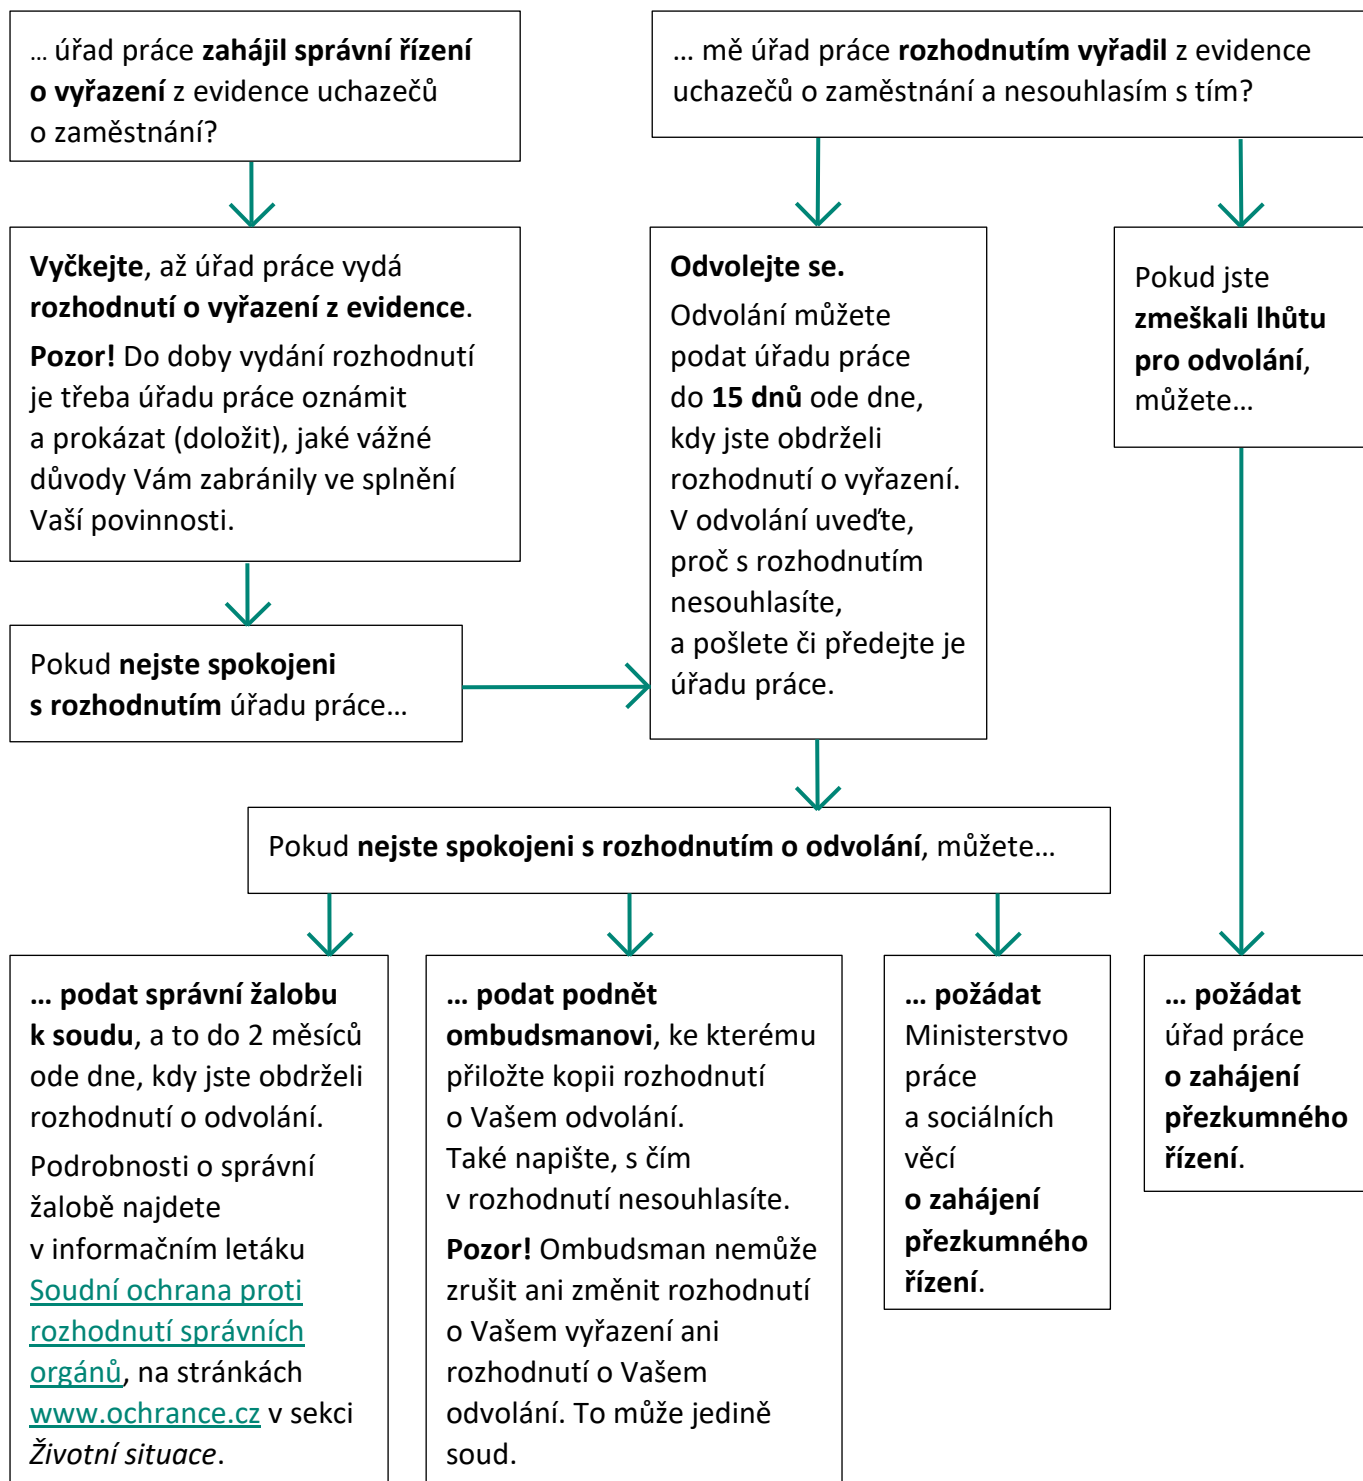 … úřad práce zahájil správní řízení
o vyřazení z evidence uchazečů
o zaměstnání?
… mě úřad práce rozhodnutím vyřadil z evidence
uchazečů o zaměstnání a nesouhlasím s tím?
Vyčkejte, až úřad práce vydá
rozhodnutí o vyřazení z evidence.
Pozor! Do doby vydání rozhodnutí
je třeba úřadu práce oznámit
a prokázat (doložit), jaké vážné
důvody Vám zabránily ve splnění
Vaší povinnosti.
Odvolejte se.
Odvolání můžete
podat úřadu práce
do 15 dnů ode dne,
kdy jste obdrželi
rozhodnutí o vyřazení.
V odvolání uveďte,
proč s rozhodnutím
nesouhlasíte,
a pošlete či předejte je
úřadu práce.
Pokud jste
zmeškali lhůtu
pro odvolání,
můžete…
Pokud nejste spokojeni
s rozhodnutím úřadu práce…
Pokud nejste spokojeni s rozhodnutím o odvolání, můžete…
… podat správní žalobu
k soudu, a to do 2 měsíců
ode dne, kdy jste obdrželi
rozhodnutí o odvolání.
Podrobnosti o správní
žalobě najdete
v informačním letáku
Soudní ochrana proti
rozhodnutí správních
orgánů, na stránkách
www.ochrance.cz v sekci
Životní situace.
… podat podnět
ombudsmanovi, ke kterému
přiložte kopii rozhodnutí
o Vašem odvolání.
Také napište, s čím
v rozhodnutí nesouhlasíte.
Pozor! Ombudsman nemůže
zrušit ani změnit rozhodnutí
o Vašem vyřazení ani
rozhodnutí o Vašem
odvolání. To může jedině
soud.
… požádat
Ministerstvo
práce
a sociálních
věcí
o zahájení
přezkumného
řízení.
… požádat
úřad práce
o zahájení
přezkumného
řízení.